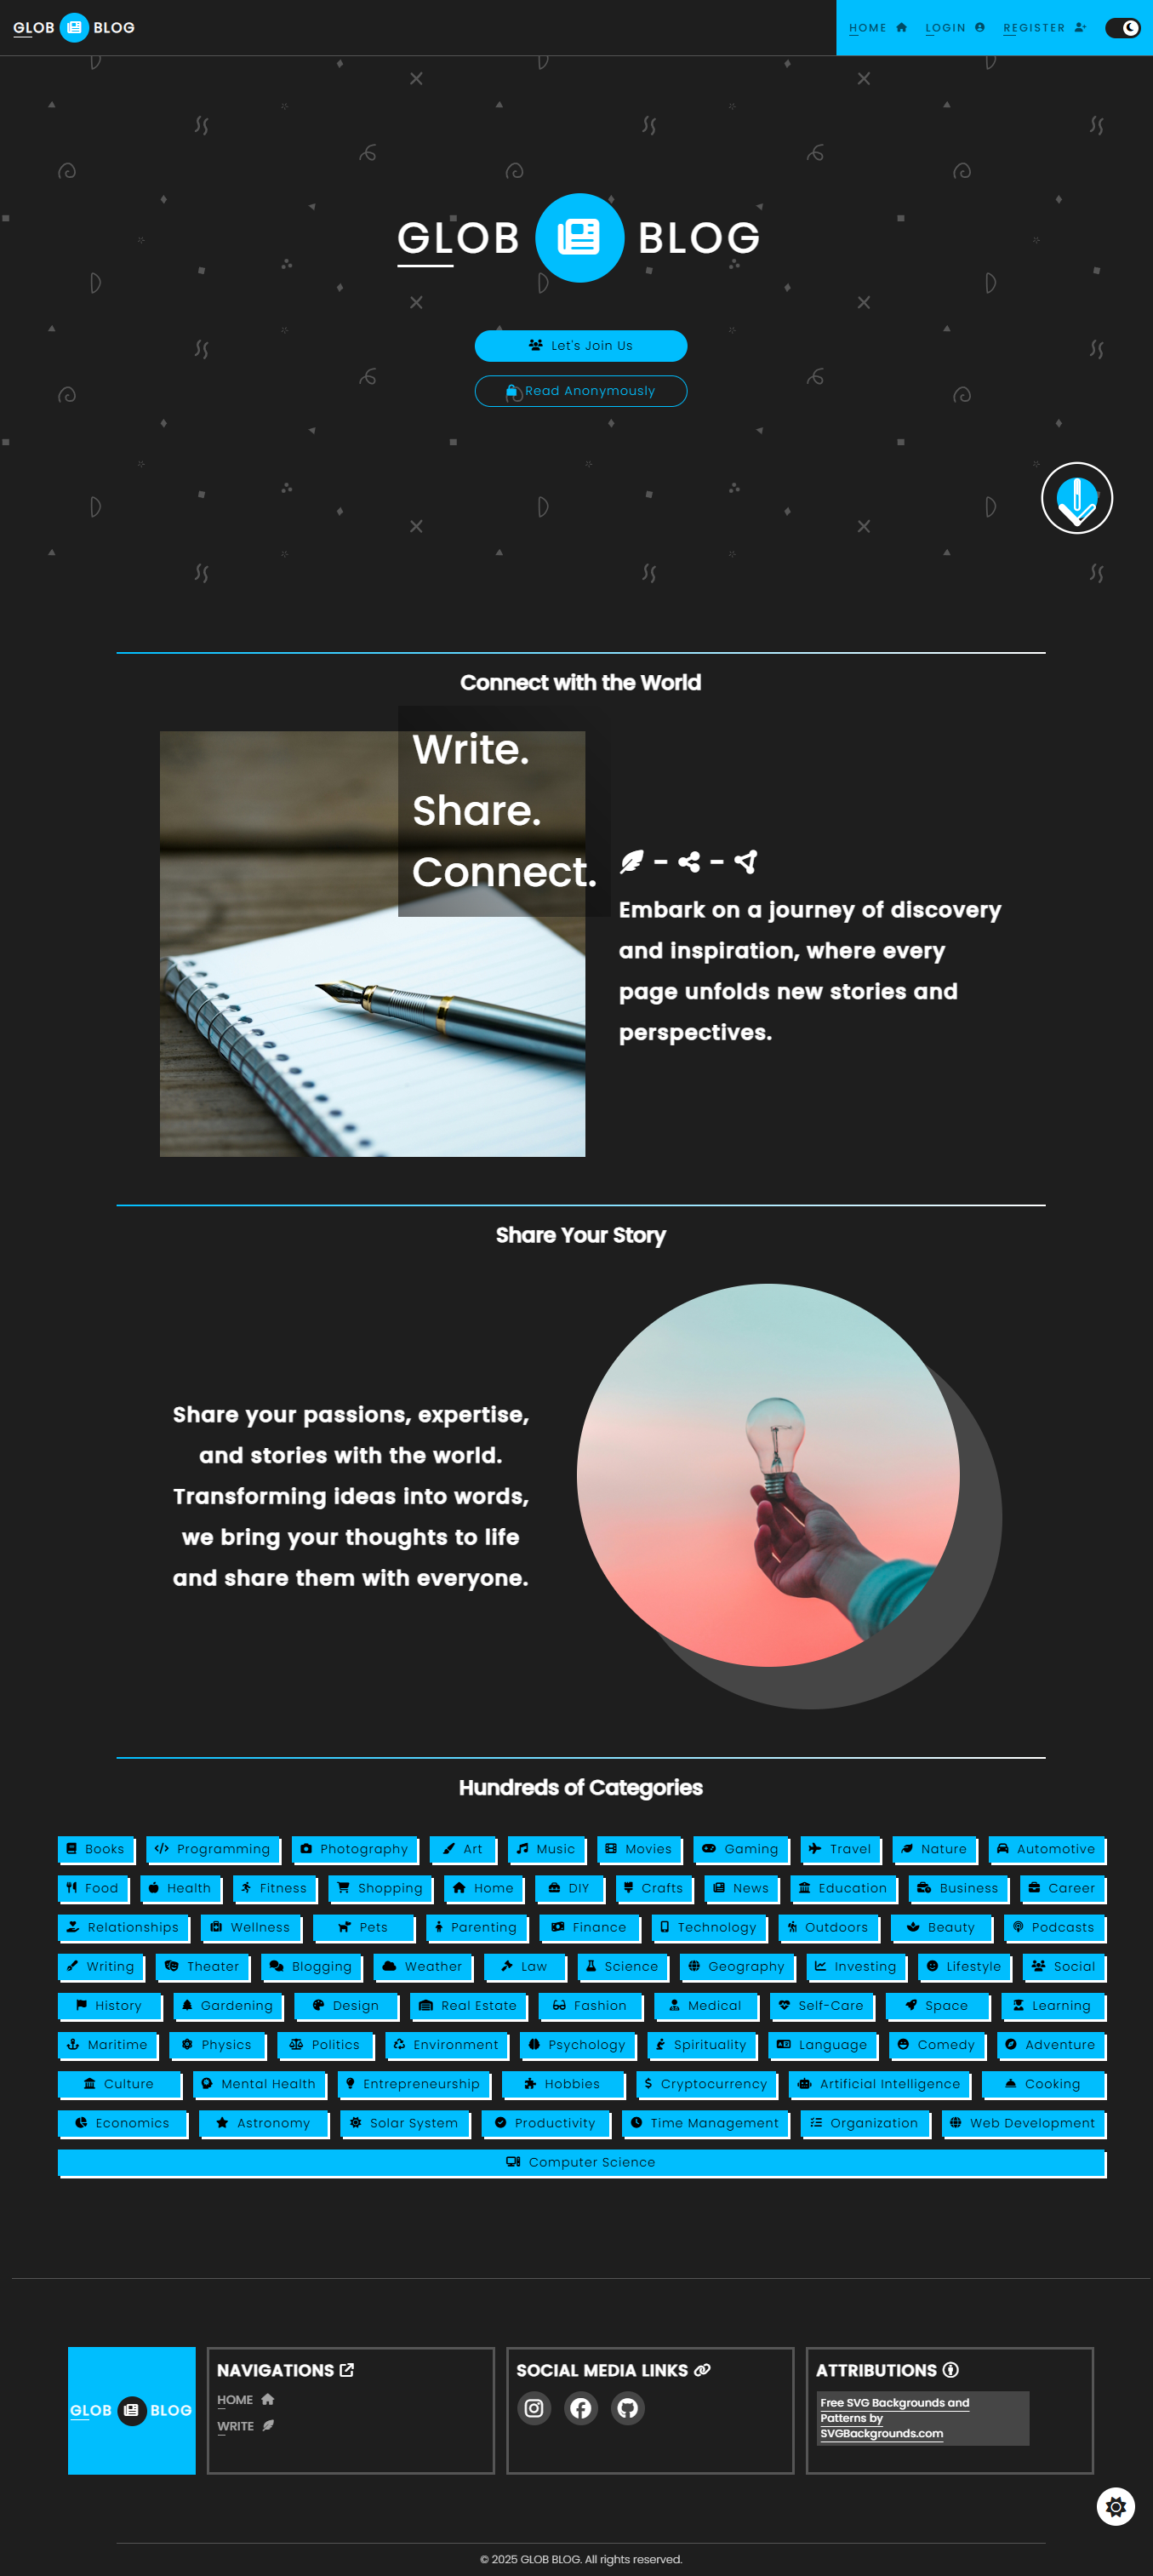 GLOB BLOG
HOME LOGIN REGISTER
GLOB BLOG
Let's Join Us
Read Anonymously
Connect with the World
Write.
Share.
Connect.
Embark on a journey of discovery
and inspiration, where every
page unfolds new stories and
perspectives.
Share Your Story
Share your passions, expertise,
and stories with the world.
Transforming ideas into words,
we bring your thoughts to life
and share them with everyone.
Hundreds of Categories
Books Programming Photography Art Music Movies Gaming Travel Nature Automotive
Food Health Fitness Shopping Home DIY Crafts News Education Business Career
Relationships Wellness Pets Parenting Finance Technology Outdoors Beauty Podcasts
Writing Theater Blogging Weather Law Science Geography Investing Lifestyle Social
History Gardening Design Real Estate Fashion Medical Self-Care Space Learning
Maritime Physics Politics Environment Psychology Spirituality Language Comedy Adventure
Culture Mental Health Entrepreneurship Hobbies Cryptocurrency Artificial Intelligence Cooking
Economics Astronomy Solar System Productivity Time Management Organization Web Development
Computer Science
GLOB BLOG
NAVIGATIONS
HOME
WRITE
SOCIAL MEDIA LINKS
ATTRIBUTIONS
Free SVG Backgrounds and
Patterns by
SVGBackgrounds.com
© 2025 GLOB BLOG. All rights reserved.